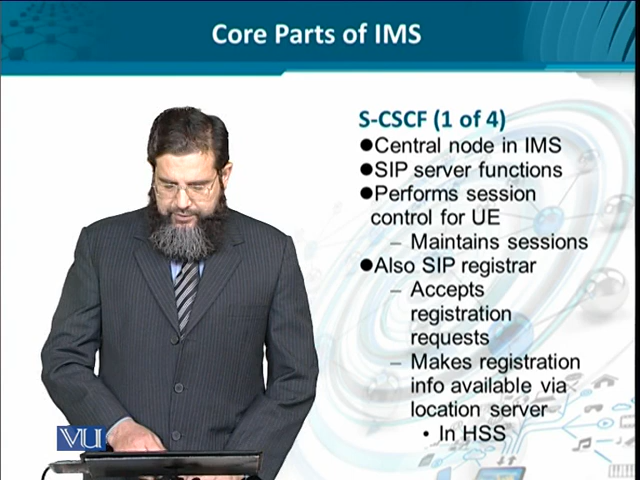 Core Parts of IMS
S-CSCF (1 of 4)
●Central node in IMS
●SIP server functions
●Performs session
control for UE
– Maintains sessions
●Also SIP registrar
– Accepts
registration
requests
– Makes registration
info available via
location server
• In HSS
VU